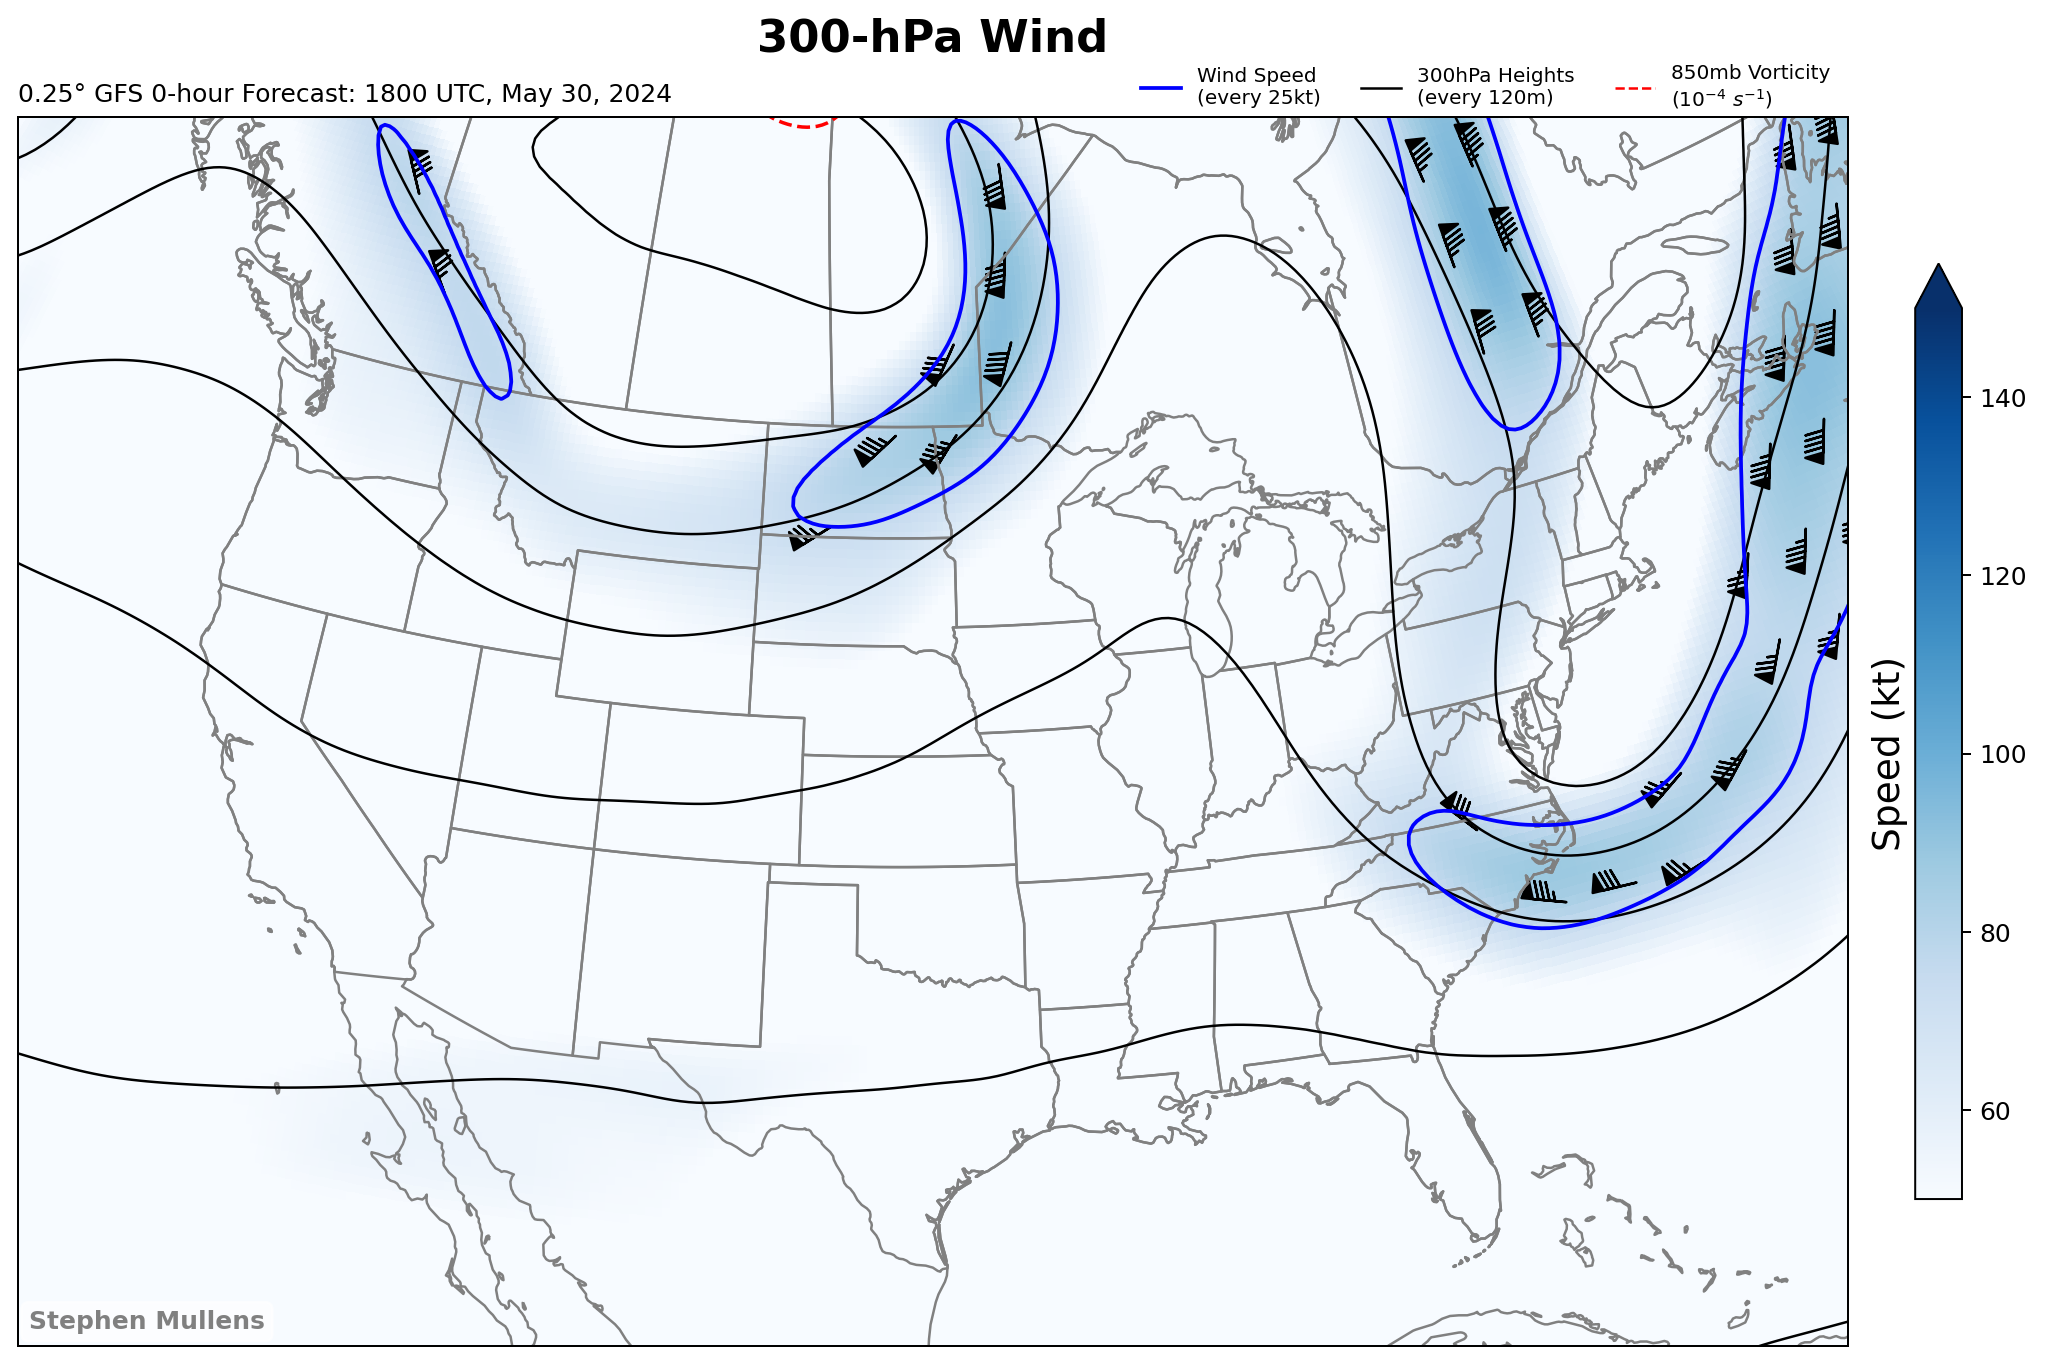 300-hPa Wind
0.25° GFS 0-hour Forecast: 1800 UTC, May 30, 2024
Wind Speed
(every 25kt)
300hPa Heights
(every 120m)
850mb Vorticity
(10⁻⁴ s⁻¹)
140
120
100
80
60
Speed (kt)
Stephen Mullens